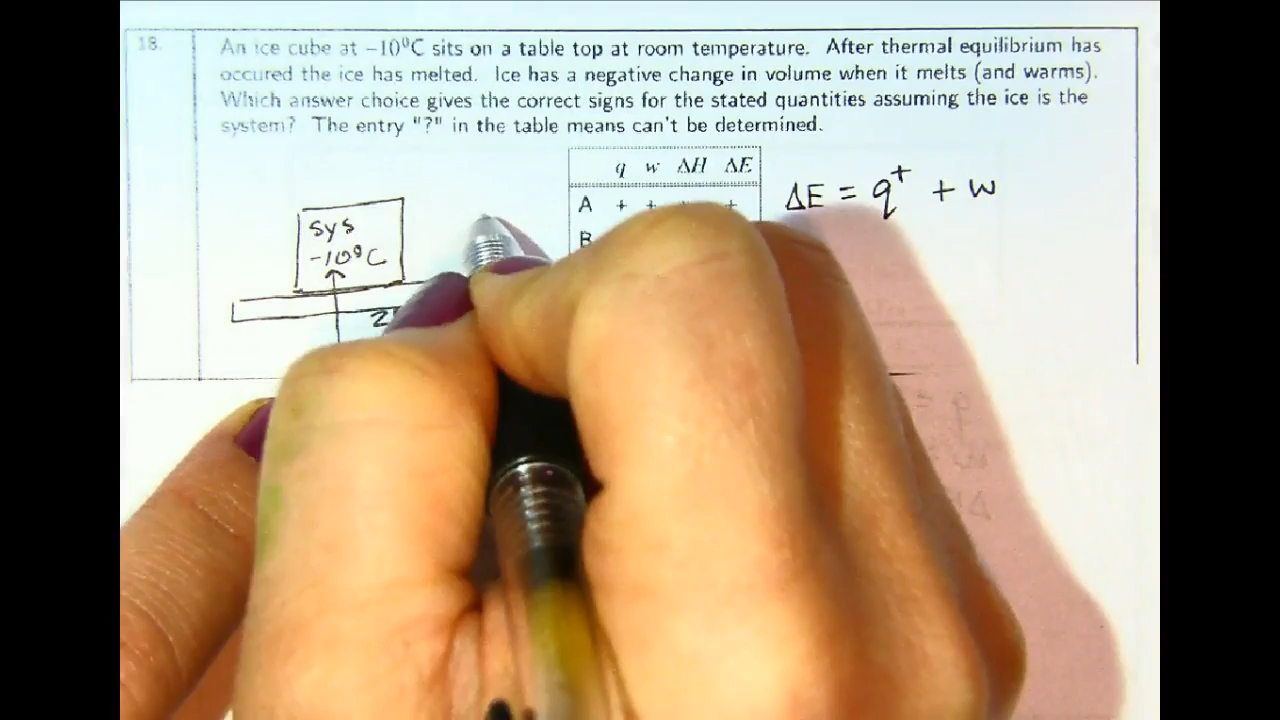 18.
An ice cube at −10⁰C sits on a table top at room temperature. After thermal equilibrium has
occured the ice has melted. Ice has a negative change in volume when it melts (and warms).
Which answer choice gives the correct signs for the stated quantities assuming the ice is the
system? The entry "?" in the table means can't be determined.
q w ΔH ΔE
A + + +
B
ΔE = q⁺ + w
sys
-10°C